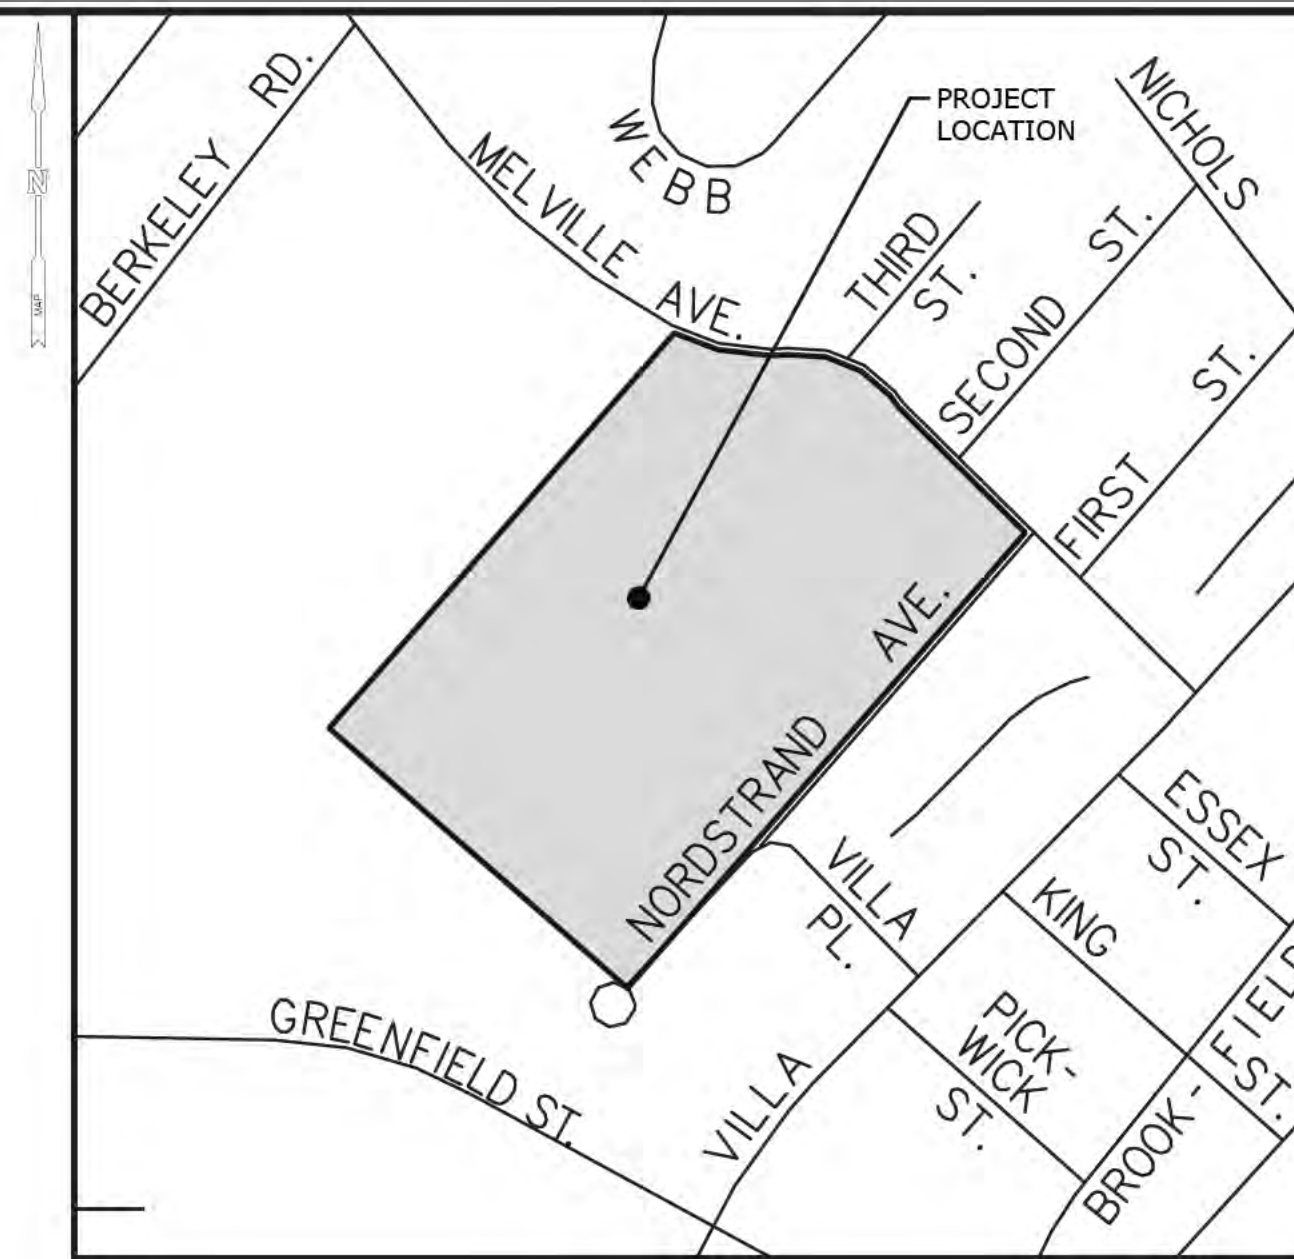 PROJECT
LOCATION
NICHOLS
BERKELEY RD.
N
MAP
WEBB
MELVILLE AVE.
THIRD
ST.
SECOND ST.
FIRST ST.
NORDSTRAND AVE.
VILLA
PL.
ESSEX
ST.
KING
PICK-
WICK
ST.
GREENFIELD ST.
VILLA
BROOK-
FIELD
ST.